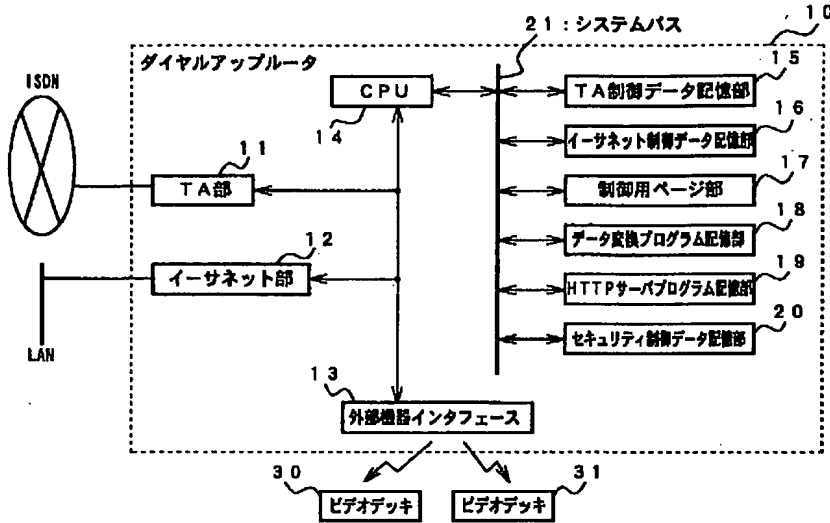 10
21:システムバス
ダイヤルアップルータ
ISDN
CPU
14
15
TA制御データ記憶部
16
イーサネット制御データ記憶部
11
TA部
17
制御用ページ部
18
データ変換プログラム記憶部
12
イーサネット部
19
HTTPサーバプログラム記憶部
20
セキュリティ制御データ記憶部
LAN
13
外部機器インタフェース
30
ビデオデッキ
31
ビデオデッキ